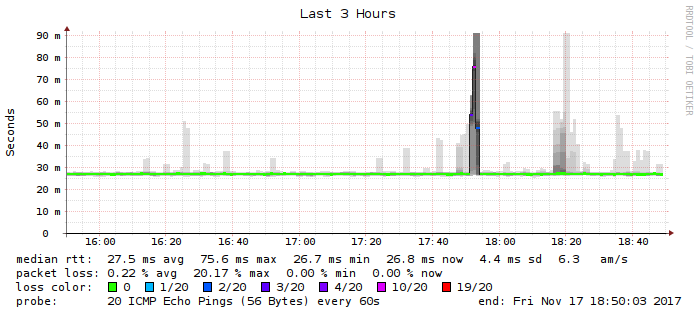 Last 3 Hours
RRDTOOL / TOBI OETIKER
Seconds
90 m
80 m
70 m
60 m
50 m
40 m
30 m
20 m
10 m
0
16:00 16:20 16:40 17:00 17:20 17:40 18:00 18:20 18:40
median rtt: 27.5 ms avg 75.6 ms max 26.7 ms min 26.8 ms now 4.4 ms sd 6.3 am/s
packet loss: 0.22 % avg 20.17 % max 0.00 % min 0.00 % now
loss color: 0 1/20 2/20 3/20 4/20 10/20 19/20
probe: 20 ICMP Echo Pings (56 Bytes) every 60s end: Fri Nov 17 18:50:03 2017